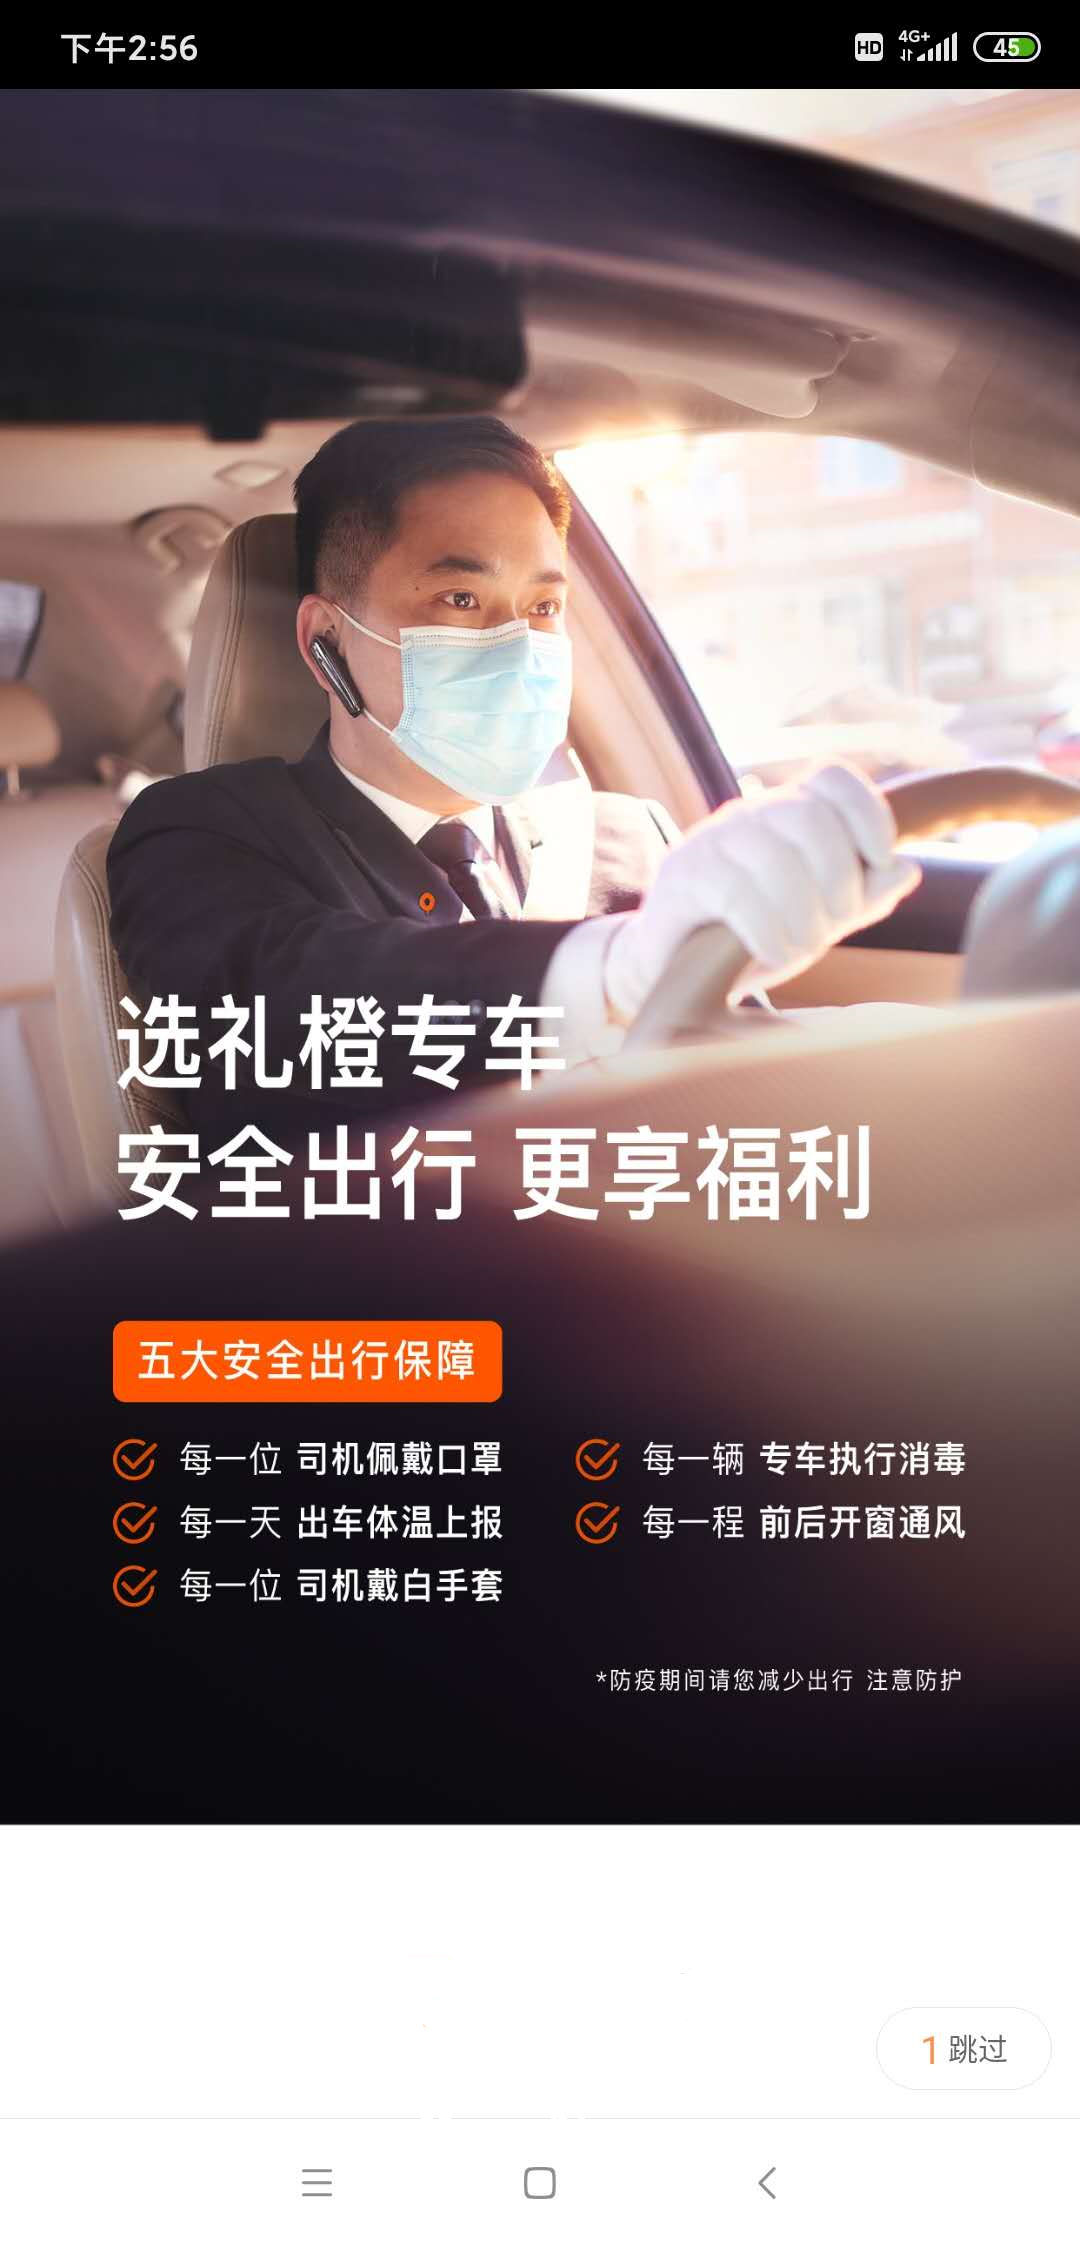 下午2:56
HD 4G+ 45
选礼橙专车
安全出行 更享福利
五大安全出行保障
每一位 司机佩戴口罩
每一辆 专车执行消毒
每一天 出车体温上报
每一程 前后开窗通风
每一位 司机戴白手套
*防疫期间请您减少出行 注意防护
1 跳过